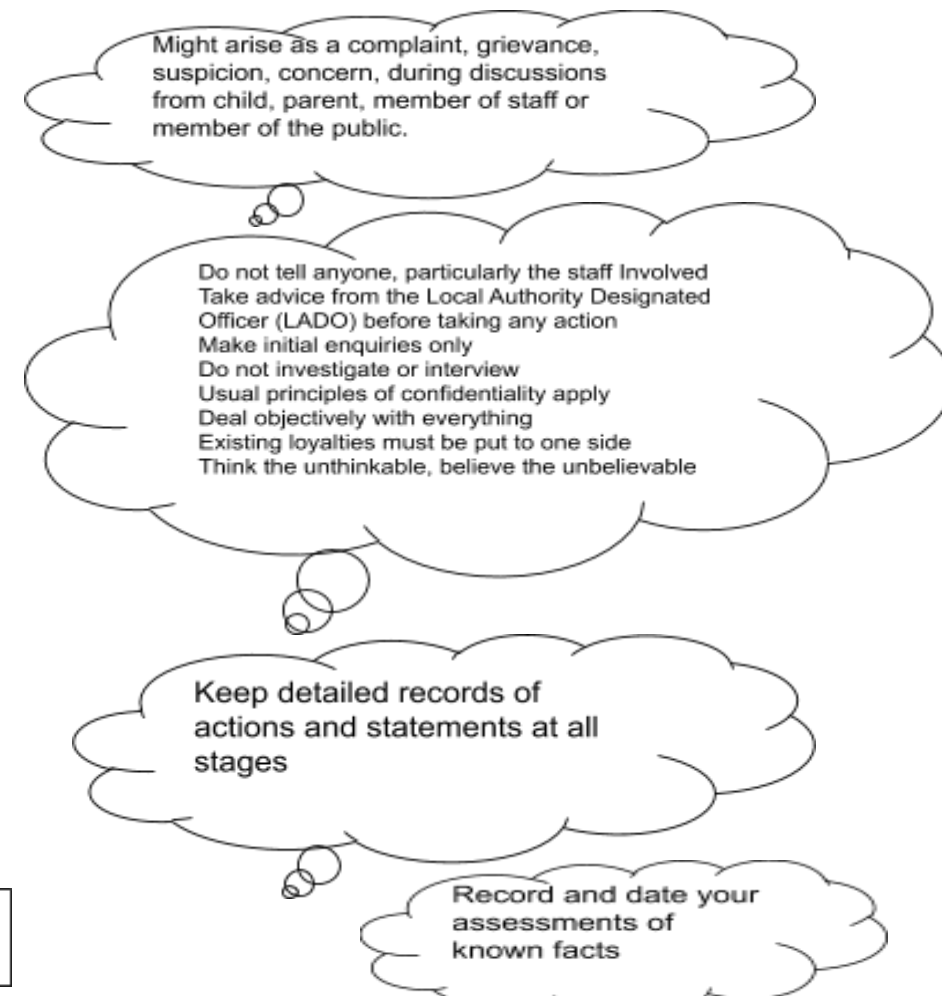 Might arise as a complaint, grievance,
suspicion, concern, during discussions
from child, parent, member of staff or
member of the public.
Do not tell anyone, particularly the staff Involved
Take advice from the Local Authority Designated
Officer (LADO) before taking any action
Make initial enquiries only
Do not investigate or interview
Usual principles of confidentiality apply
Deal objectively with everything
Existing loyalties must be put to one side
Think the unthinkable, believe the unbelievable
Keep detailed records of
actions and statements at all
stages
Record and date your
assessments of
known facts